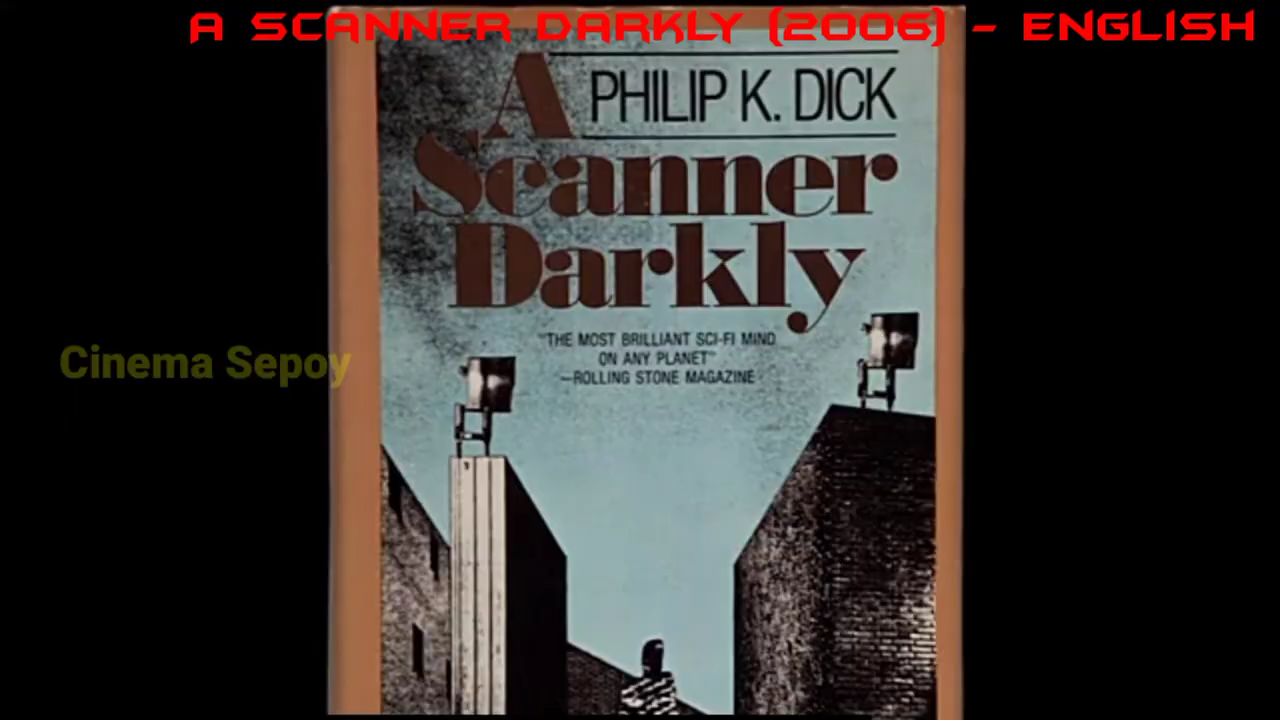 A SCANNER DARKLY (2006) - ENGLISH
A PHILIP K. DICK
Scanner
Darkly
"THE MOST BRILLIANT SCI-FI MIND
ON ANY PLANET"
—ROLLING STONE MAGAZINE
Cinema Sepoy